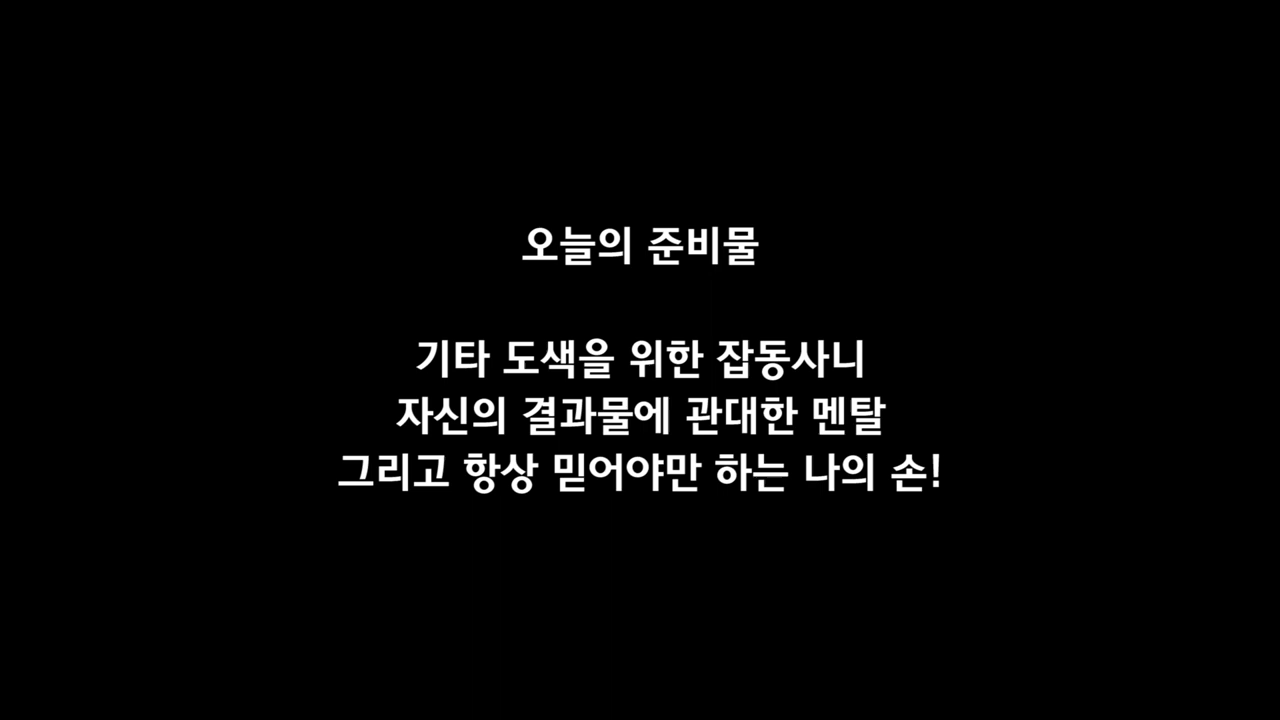 오늘의 준비물
기타 도색을 위한 잡동사니
자신의 결과물에 관대한 멘탈
그리고 항상 믿어야만 하는 나의 손!